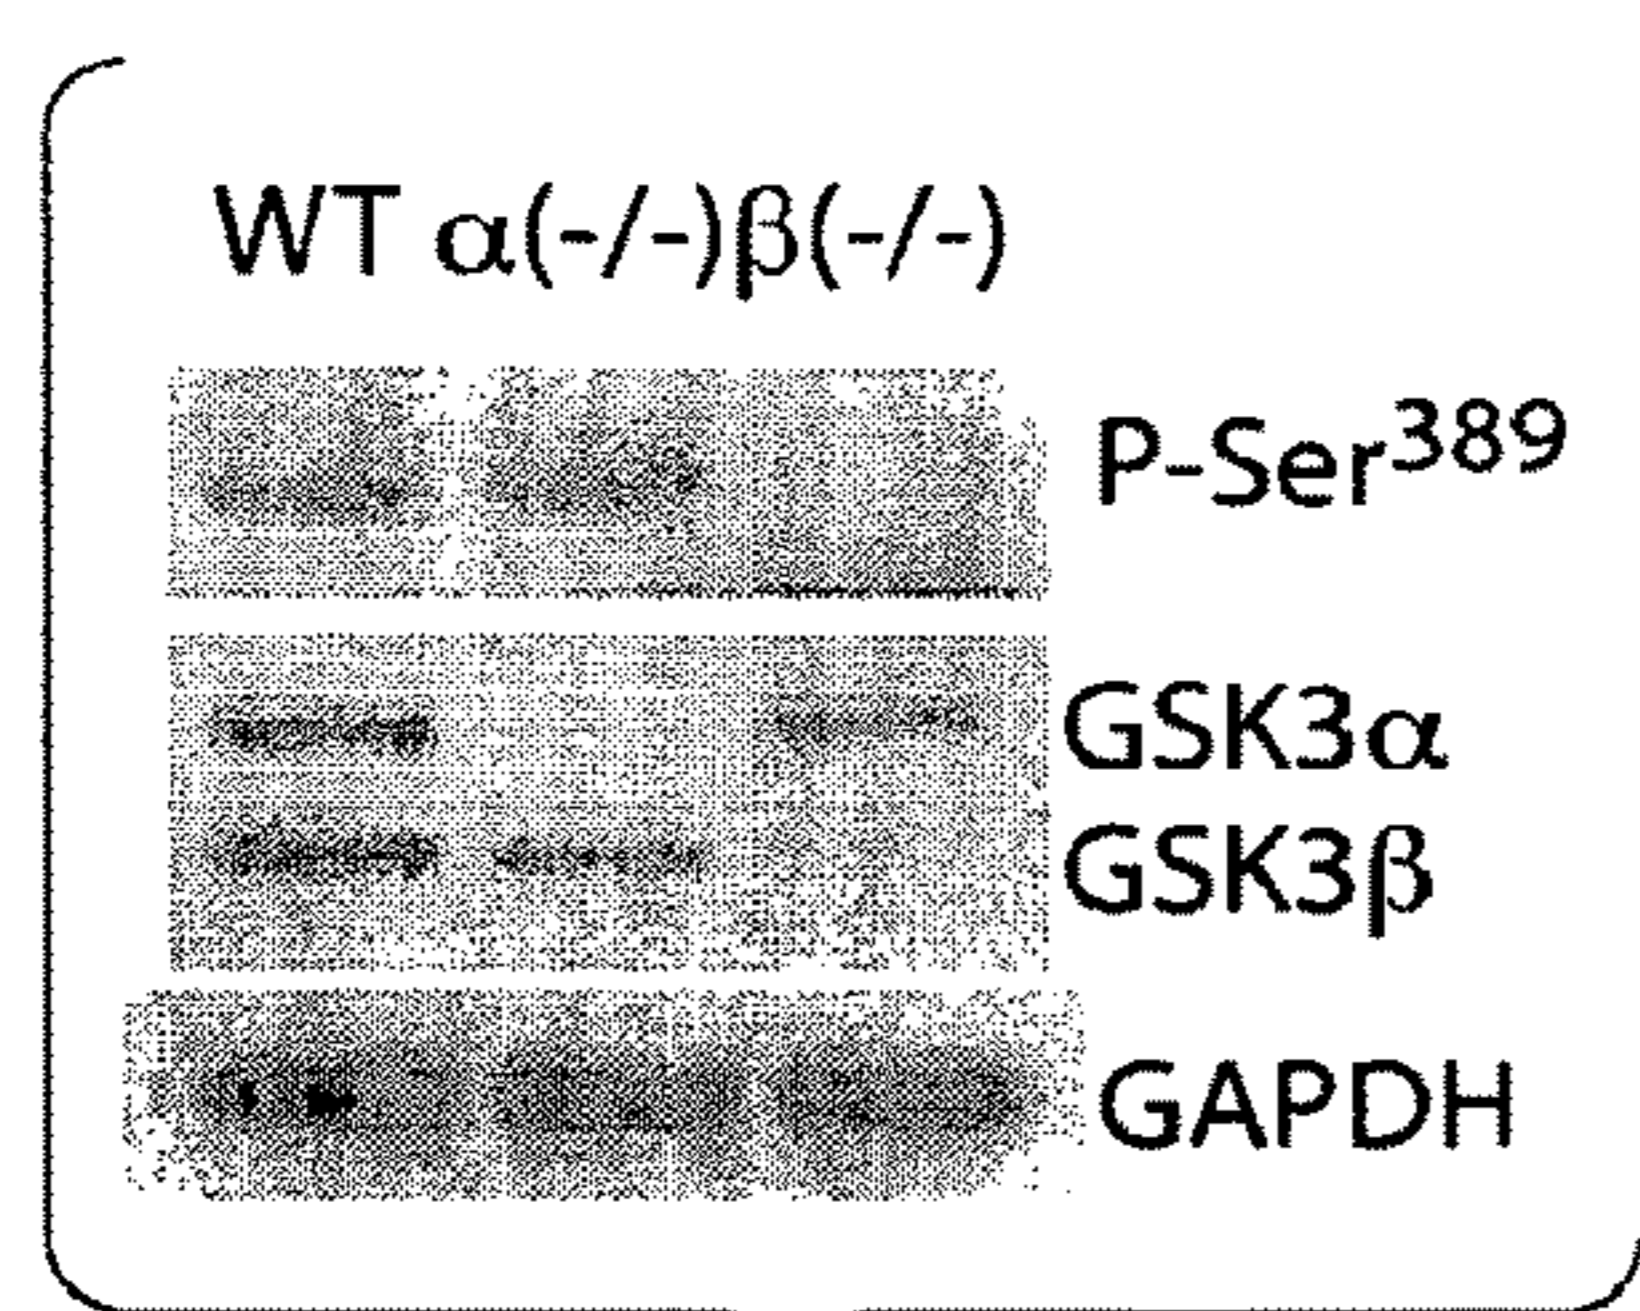 WT α(-/-)β(-/-)
P-Ser³⁸⁹
GSK3α
GSK3β
GAPDH